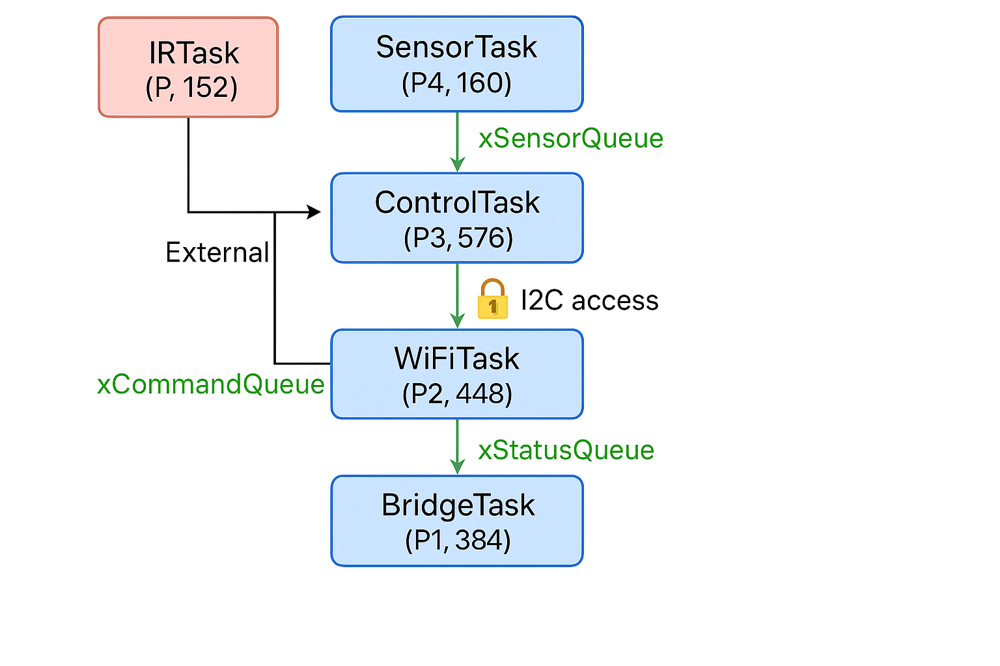 IRTask
(P, 152)
SensorTask
(P4, 160)
xSensorQueue
ControlTask
(P3, 576)
External
1
I2C access
WiFiTask
(P2, 448)
xCommandQueue
xStatusQueue
BridgeTask
(P1, 384)